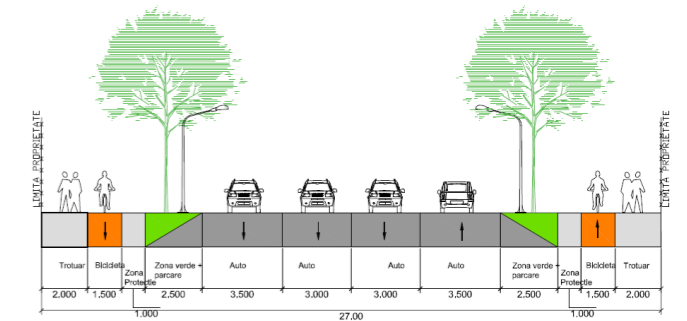 LIMITA PROPRIETATE
LIMITA PROPRIETATE
Trotuar
Bicicleta
Zona
Protectie
Zona verde +
parcare
Auto
Auto
Auto
Auto
Zona verde +
parcare
Zona
Protectie
Bicicleta
Trotuar
2.000
1.500
2.500
3.500
3.000
3.000
3.500
2.500
1.500
2.000
1.000
27.00
1.000